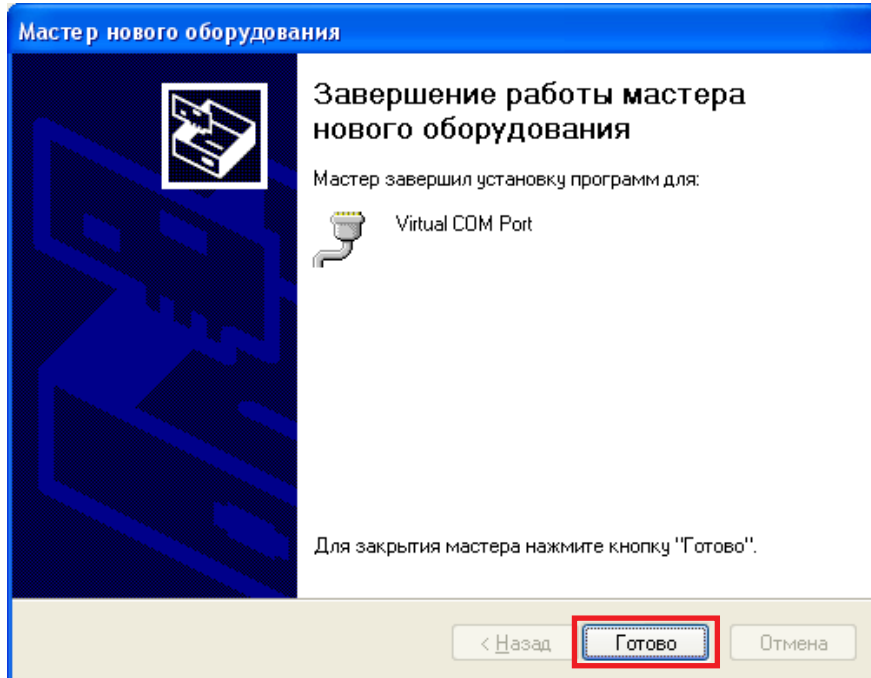 Мастер нового оборудования
Завершение работы мастера
нового оборудования
Мастер завершил установку программ для:
Virtual COM Port
Для закрытия мастера нажмите кнопку "Готово".
< Назад
Готово
Отмена